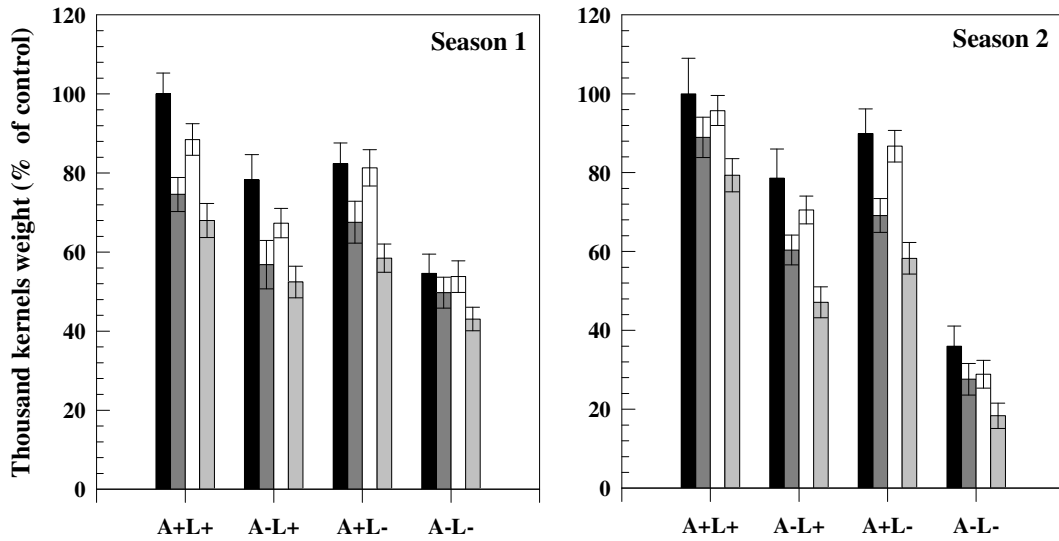 Thousand kernels weight (% of control)
Season 1
120
100
80
60
40
20
0
A+L+ A-L+ A+L- A-L-
Season 2
120
100
80
60
40
20
0
A+L+ A-L+ A+L- A-L-